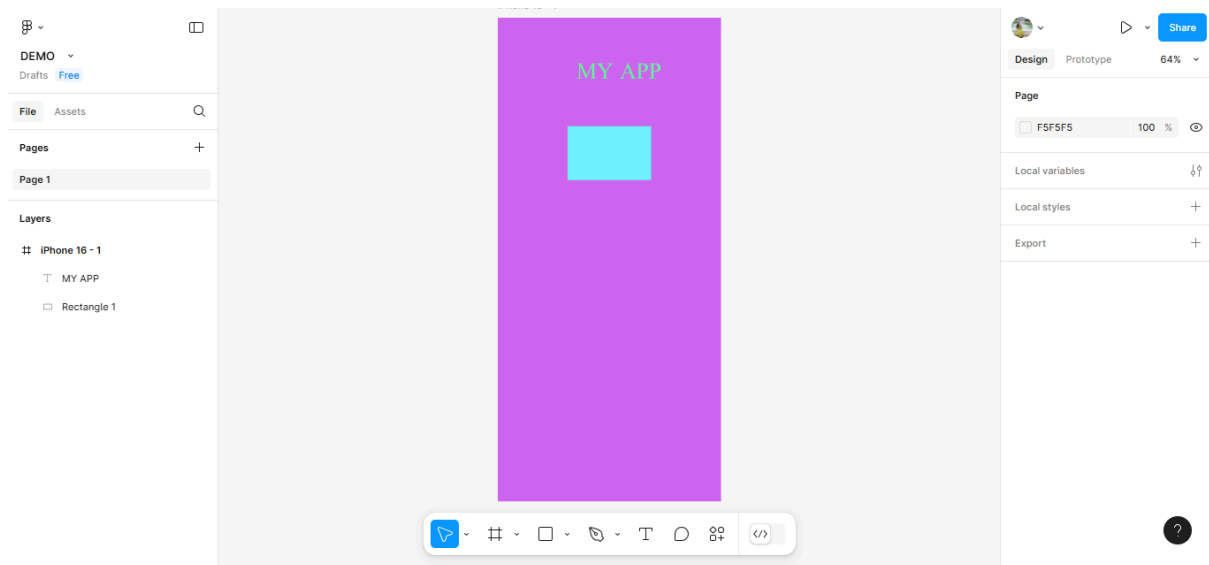 DEMO
Drafts Free
File Assets
Pages
Page 1
Layers
iPhone 16 - 1
MY APP
Rectangle 1
MY APP
Share
Design Prototype 64%
Page
F5F5F5 100 %
Local variables
Local styles
Export
?